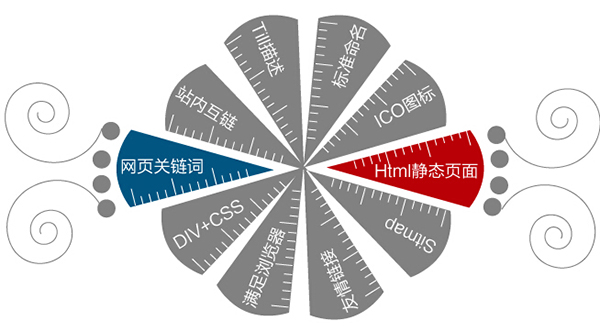 Till描述
标准命名
站内互链
ICO图标
网页关链词
Html静态页面
DIV+CSS
Sitmap
满足浏览器
友情链接